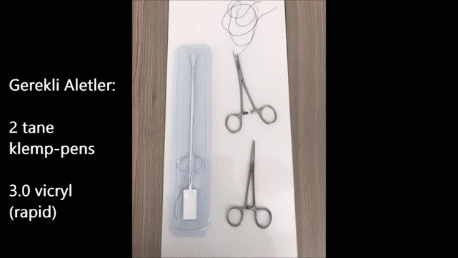 Gerekli Aletler:
2 tane
klemp-pens
3.0 vicryl
(rapid)